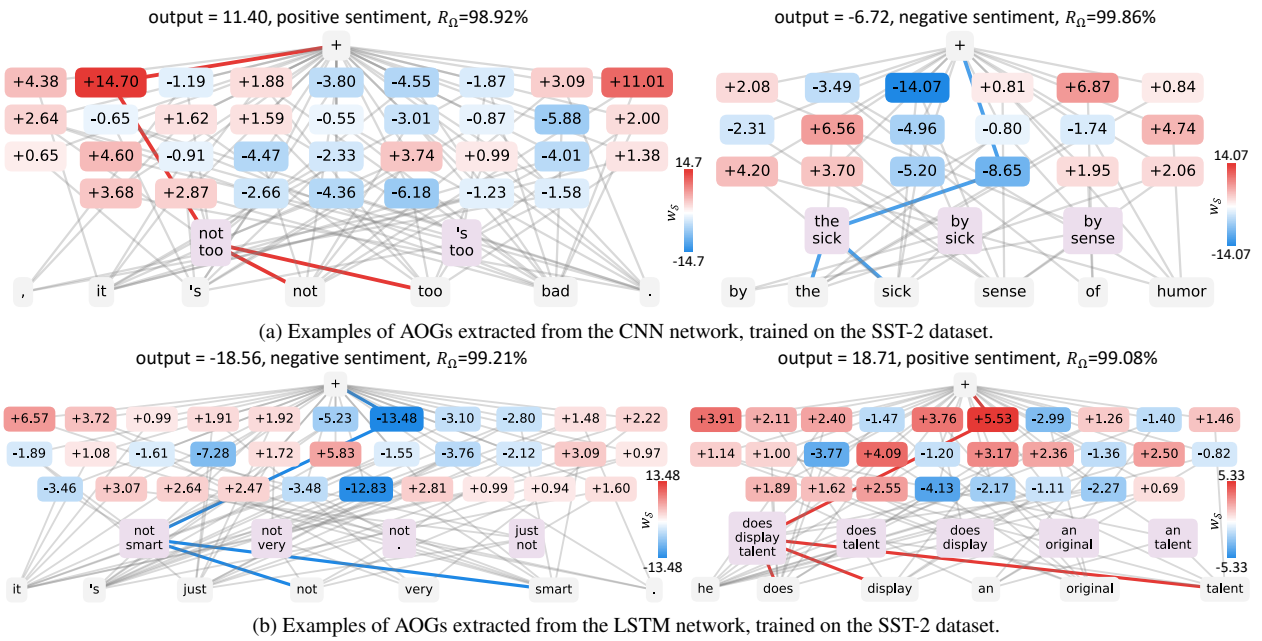 output = 11.40, positive sentiment, R_Ω=98.92%
+
+4.38 +14.70 -1.19 +1.88 -3.80 -4.55 -1.87 +3.09 +11.01
+2.64 -0.65 +1.62 +1.59 -0.55 -3.01 -0.87 -5.88 +2.00
+0.65 +4.60 -0.91 -4.47 -2.33 +3.74 +0.99 -4.01 +1.38
+3.68 +2.87 -2.66 -4.36 -6.18 -1.23 -1.58
14.7
w_S
-14.7
not
too
's
too
, it 's not too bad .
output = -6.72, negative sentiment, R_Ω=99.86%
+
+2.08 -3.49 -14.07 +0.81 +6.87 +0.84
-2.31 +6.56 -4.96 -0.80 -1.74 +4.74
+4.20 +3.70 -5.20 -8.65 +1.95 +2.06
14.07
w_S
-14.07
the
sick
by
sick
by
sense
by the sick sense of humor
(a) Examples of AOGs extracted from the CNN network, trained on the SST-2 dataset.
output = -18.56, negative sentiment, R_Ω=99.21%
+
+6.57 +3.72 +0.99 +1.91 +1.92 -5.23 -13.48 -3.10 -2.80 +1.48 +2.22
-1.89 +1.08 -1.61 -7.28 +1.72 +5.83 -1.55 -3.76 -2.12 +3.09 +0.97
-3.46 +3.07 +2.64 +2.47 -3.48 -12.83 +2.81 +0.99 +0.94 +1.60
13.48
w_S
-13.48
not
smart
not
very
not
.
just
not
it 's just not very smart .
output = 18.71, positive sentiment, R_Ω=99.08%
+
+3.91 +2.11 +2.40 -1.47 +3.76 +5.53 -2.99 +1.26 -1.40 +1.46
+1.14 +1.00 -3.77 +4.09 -1.20 +3.17 +2.36 -1.36 +2.50 -0.82
+1.89 +1.62 +2.55 -4.13 -2.17 -1.11 -2.27 +0.69
5.33
w_S
-5.33
does
display
talent
does
talent
does
display
an
original
an
talent
he does display an original talent
(b) Examples of AOGs extracted from the LSTM network, trained on the SST-2 dataset.